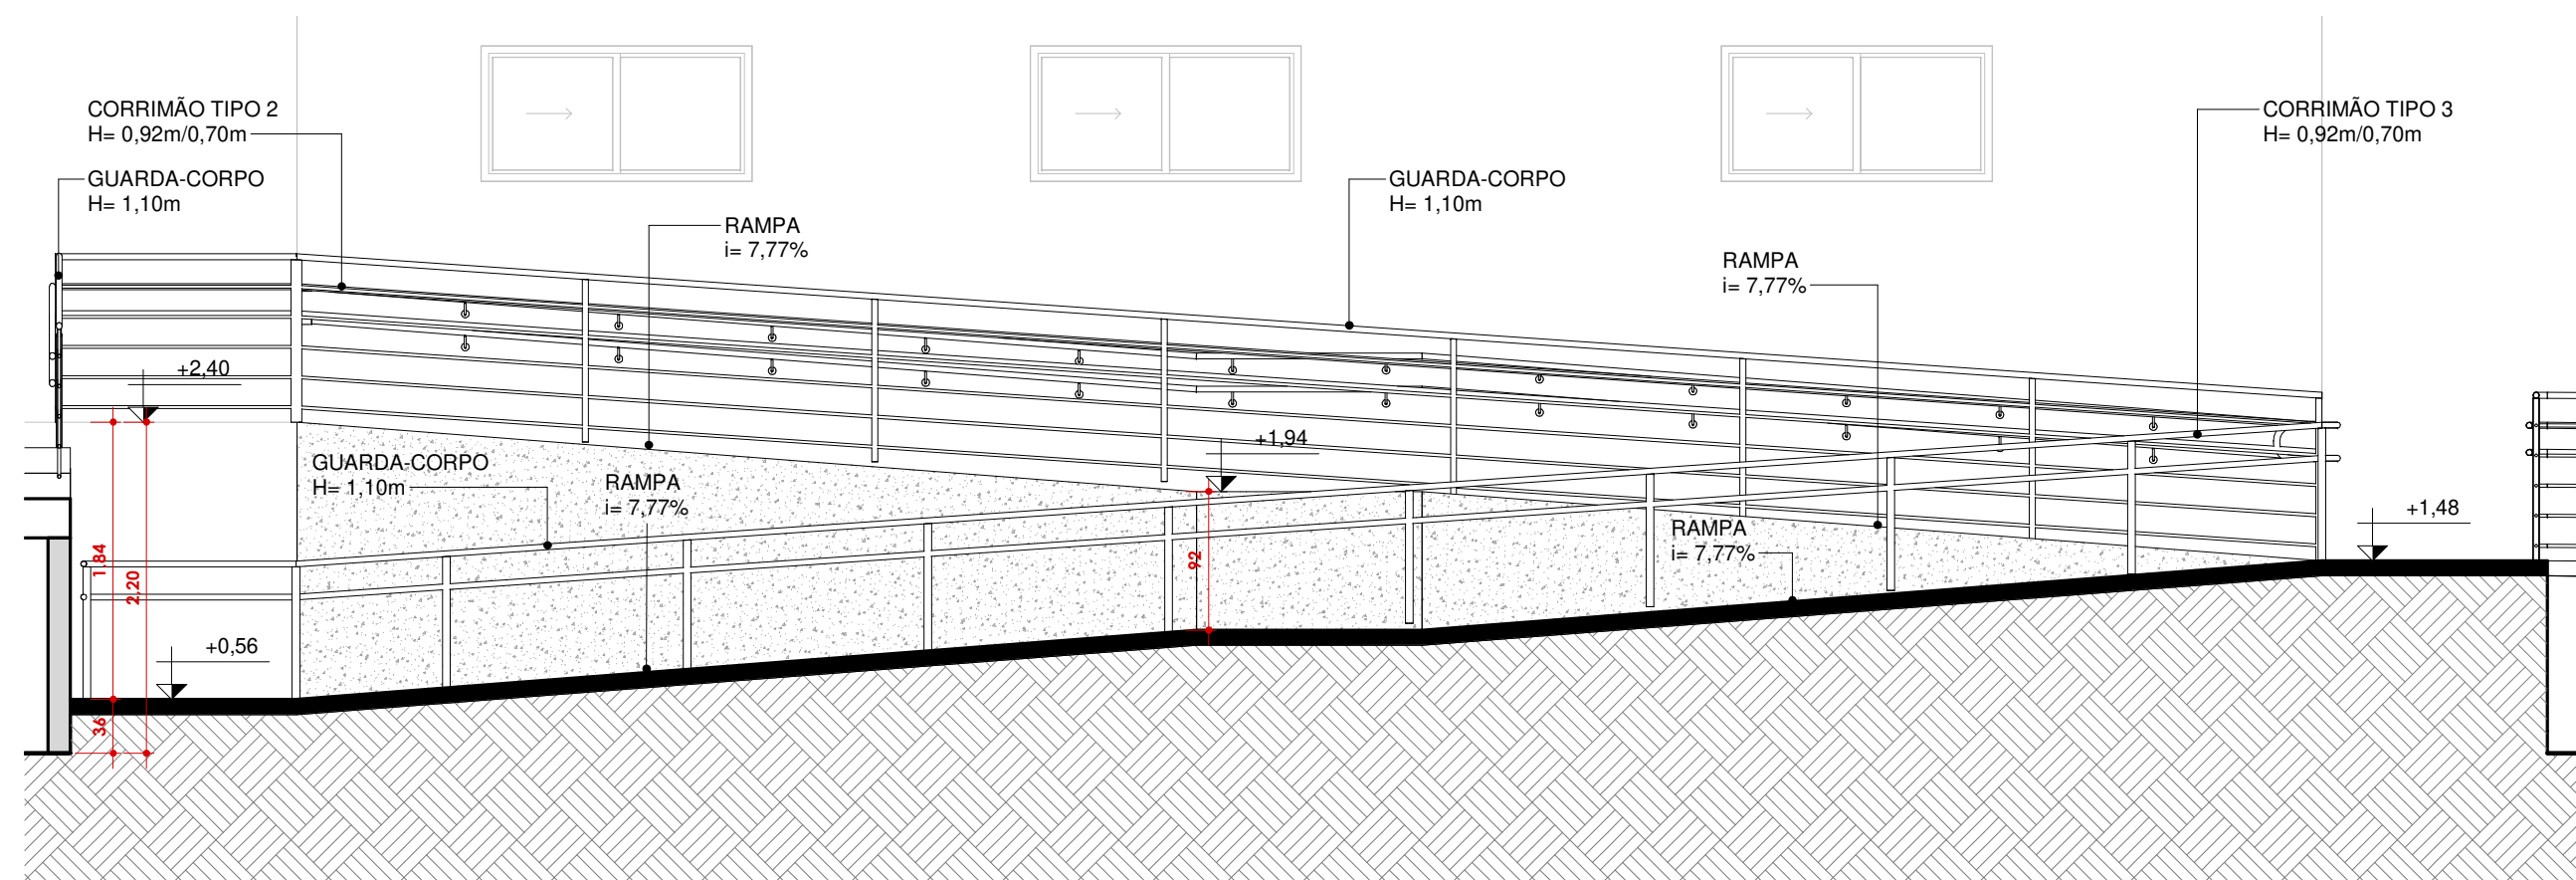 CORRIMÃO TIPO 2
H= 0,92m/0,70m
CORRIMÃO TIPO 3
H= 0,92m/0,70m
GUARDA-CORPO
H= 1,10m
GUARDA-CORPO
H= 1,10m
RAMPA
i= 7,77%
RAMPA
i= 7,77%
+2,40
+1,94
GUARDA-CORPO
H= 1,10m
RAMPA
i= 7,77%
+1,48
RAMPA
i= 7,77%
1,84
2,20
92
+0,56
36